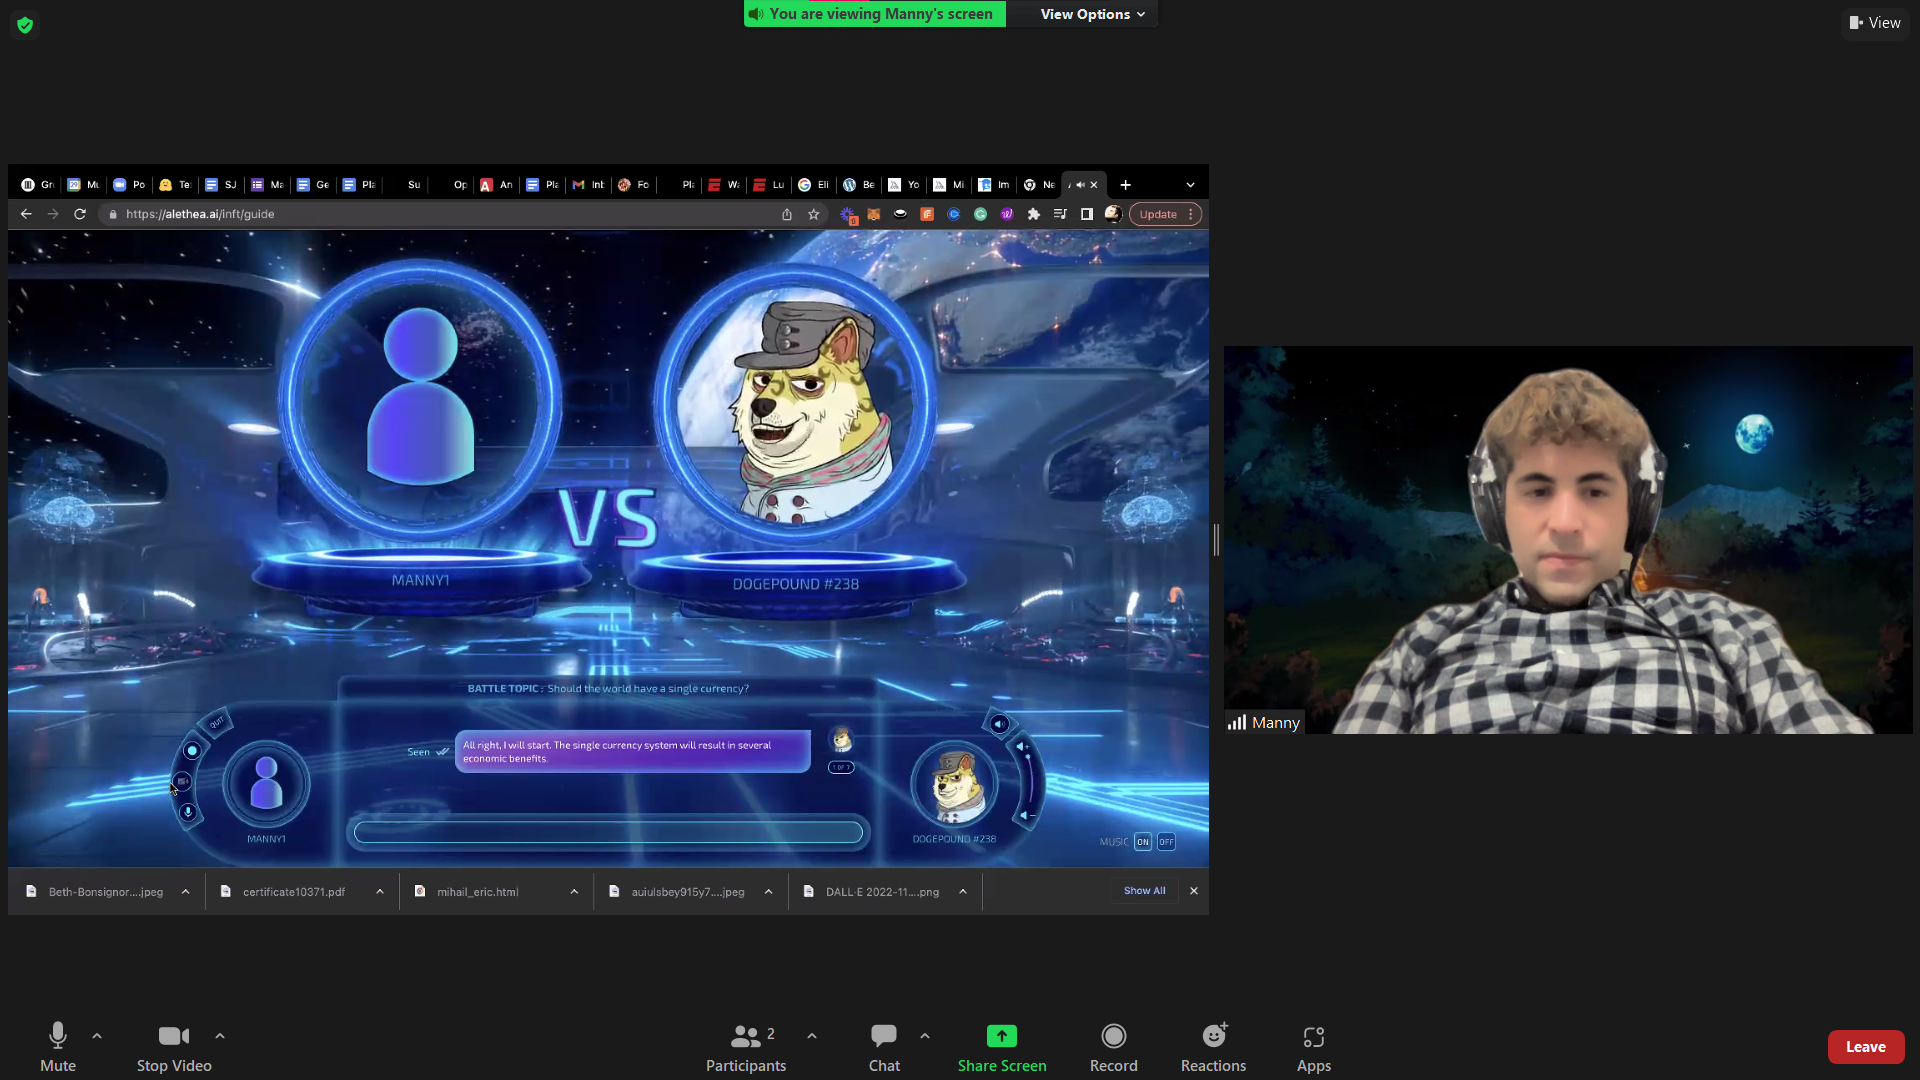 You are viewing Manny's screen
View Options
View
Gr
Mu
Po
Te
SJ
Ma
Ge
Pla
Su
Op
An
Pla
Int
Fo
Pla
Wa
Lu
Eli
Be
Yo
Mi
Im
Ne
https://alethea.ai/inft/guide
Update
VS
MANNY1
DOGEPOUND #238
BATTLE TOPIC : Should the world have a single currency?
QUIT
Seen
All right, I will start. The single currency system will result in several
economic benefits.
1 OF 7
MANNY1
DOGEPOUND #238
MUSIC ON OFF
Manny
Beth-Bonsignor....jpeg
certificate10371.pdf
mihail_eric.html
auiulsbey915y7....jpeg
DALL·E 2022-11....png
Show All
Mute
Stop Video
2
Participants
Chat
Share Screen
Record
Reactions
Apps
Leave